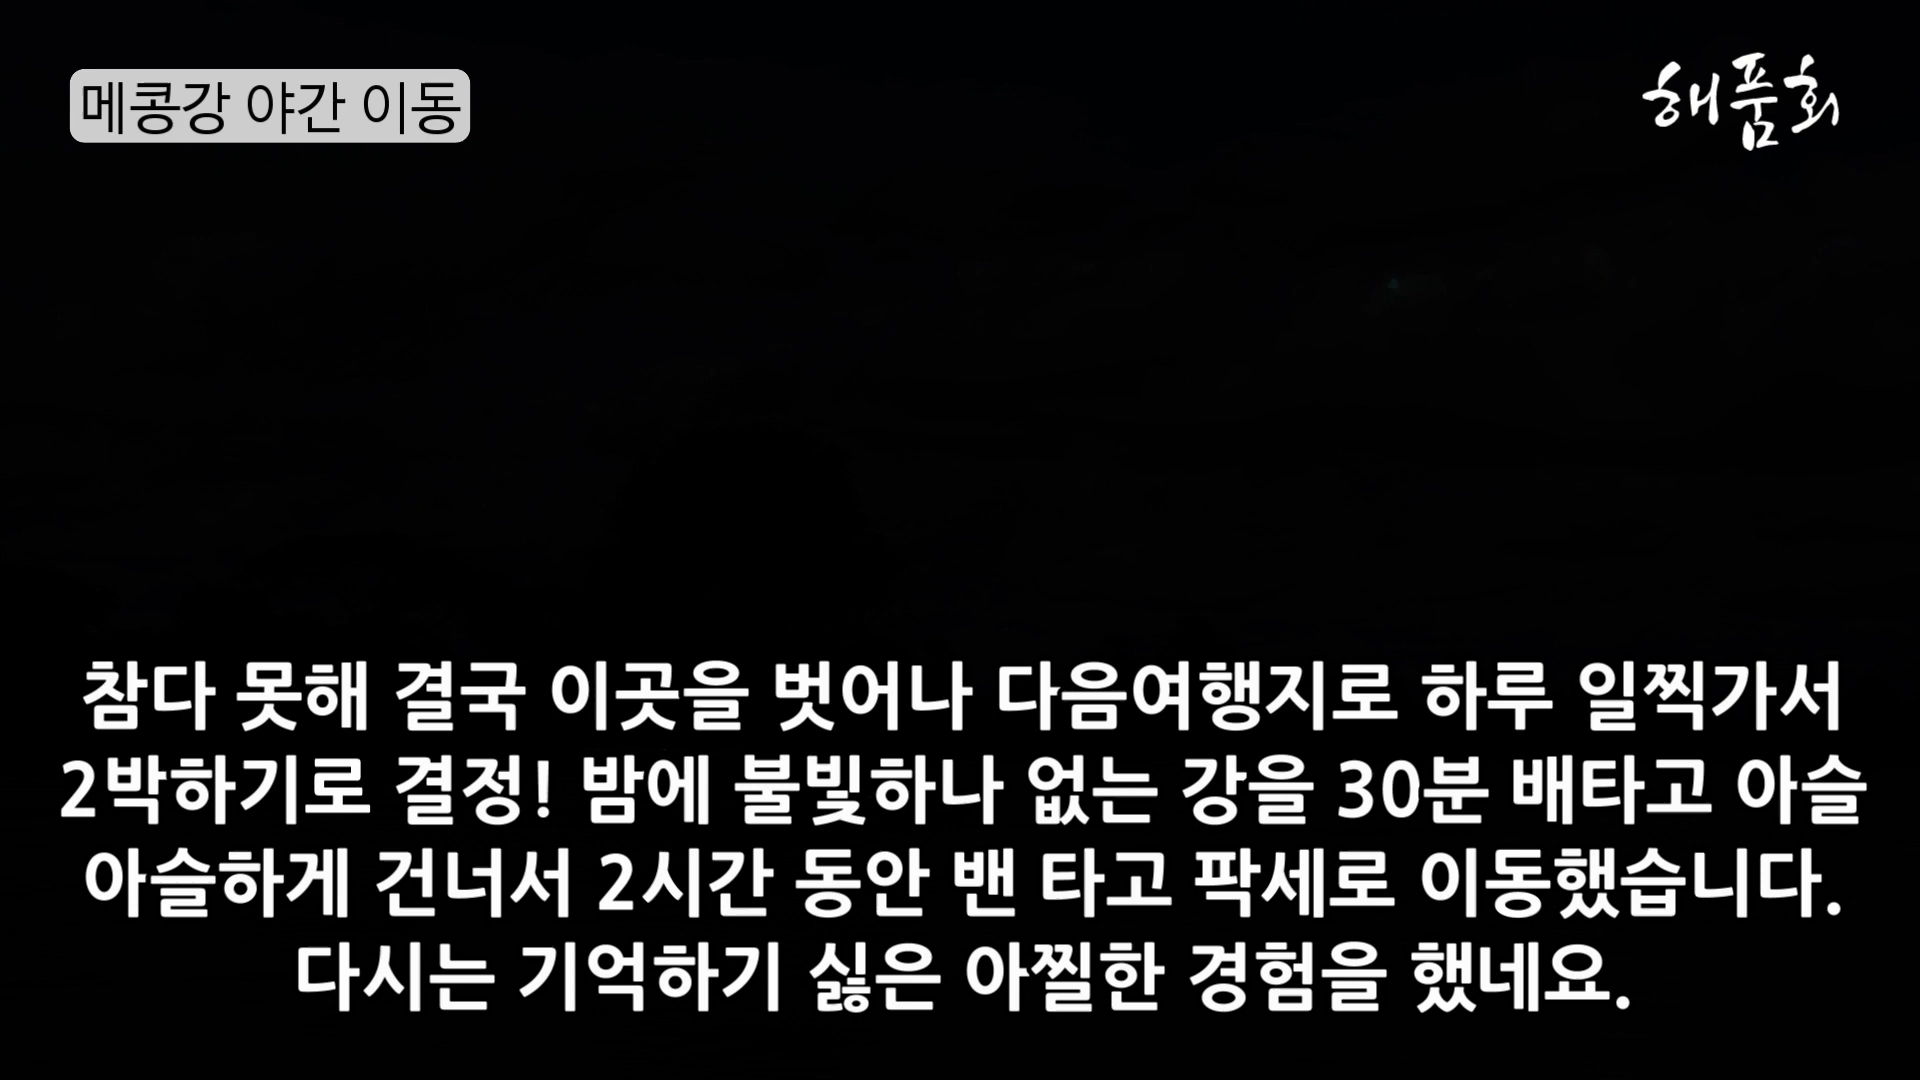 메콩강 야간 이동
해품회
참다 못해 결국 이곳을 벗어나 다음여행지로 하루 일찍가서
2박하기로 결정! 밤에 불빛하나 없는 강을 30분 배타고 아슬
아슬하게 건너서 2시간 동안 밴 타고 팍세로 이동했습니다.
다시는 기억하기 싫은 아찔한 경험을 했네요.